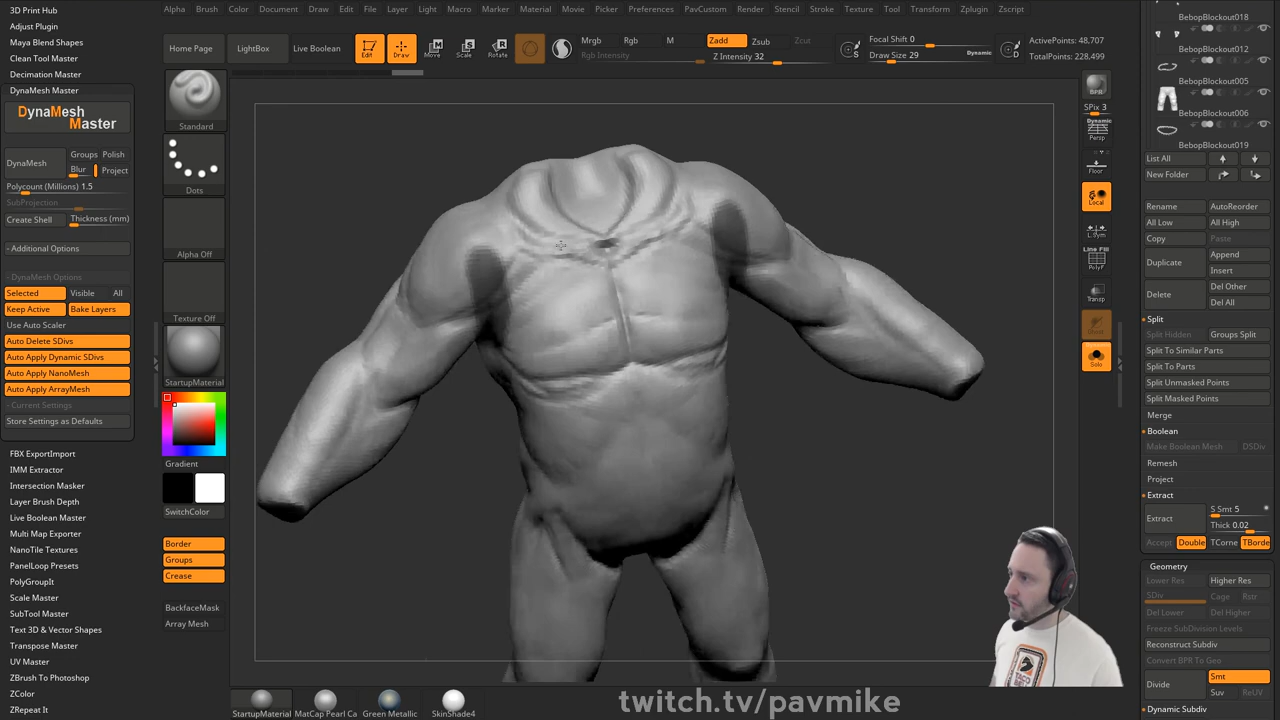 Alpha Brush Color Document Draw Edit File Layer Light Macro Marker Material Movie Picker Preferences PavCustom Render Stencil Stroke Texture Tool Transform Zplugin Zscript
3D Print Hub
Adjust Plugin
Maya Blend Shapes
Clean Tool Master
Decimation Master
DynaMesh Master
DynaMesh
Master
DynaMesh
Groups Polish
Blur Project
Polycount (Millions) 1.5
SubProjection
Create Shell Thickness (mm)
Additional Options
DynaMesh Options
Selected Visible All
Keep Active Bake Layers
Use Auto Scaler
Auto Delete SDivs
Auto Apply Dynamic SDivs
Auto Apply NanoMesh
Auto Apply ArrayMesh
Current Settings
Store Settings as Defaults
FBX ExportImport
IMM Extractor
Intersection Masker
Layer Brush Depth
Live Boolean Master
Multi Map Exporter
NanoTile Textures
PanelLoop Presets
PolyGroupIt
Scale Master
SubTool Master
Text 3D & Vector Shapes
Transpose Master
UV Master
ZBrush To Photoshop
ZColor
ZRepeat It
Home Page LightBox Live Boolean
Edit Draw Move Scale Rotate
Mrgb Rgb M Zadd Zsub Zcut
Rgb Intensity Z Intensity 32
Focal Shift 0
Draw Size 29 Dynamic
ActivePoints: 48,707
TotalPoints: 228,499
Standard
Dots
Alpha Off
Texture Off
StartupMaterial
Gradient
SwitchColor
Border
Groups
Crease
BackfaceMask
Array Mesh
StartupMaterial MatCap Pearl Ca Green Metallic SkinShade4
twitch.tv/pavmike
BPR
SPix 3
Dynamic
Persp
Floor
Local
L.Sym
Line Fill
PolyF
Transp
Ghost
Dynamic
Solo
BebopBlockout018
BebopBlockout012
BebopBlockout005
BebopBlockout006
BebopBlockout019
List All
New Folder
Rename AutoReorder
All Low All High
Copy Paste
Duplicate
Append
Insert
Delete
Del Other
Del All
Split
Split Hidden Groups Split
Split To Similar Parts
Split To Parts
Split Unmasked Points
Split Masked Points
Merge
Boolean
Make Boolean Mesh DSDiv
Remesh
Project
Extract
Extract
S Smt 5
Thick 0.02
Accept Double TCorne TBorde
Geometry
Lower Res Higher Res
SDiv Cage Rstr
Del Lower Del Higher
Freeze SubDivision Levels
Reconstruct Subdiv
Convert BPR To Geo
Divide
Smt
Suv ReUV
Dynamic Subdiv